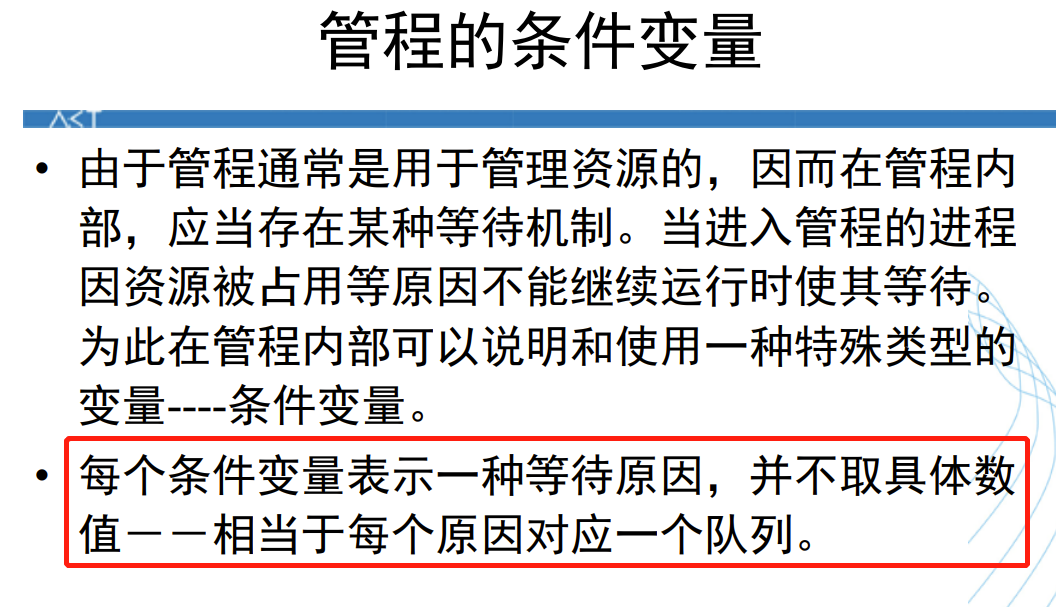 管程的条件变量
• 由于管程通常是用于管理资源的，因而在管程内
部，应当存在某种等待机制。当进入管程的进程
因资源被占用等原因不能继续运行时使其等待。
为此在管程内部可以说明和使用一种特殊类型的
变量----条件变量。
• 每个条件变量表示一种等待原因，并不取具体数
值－－相当于每个原因对应一个队列。